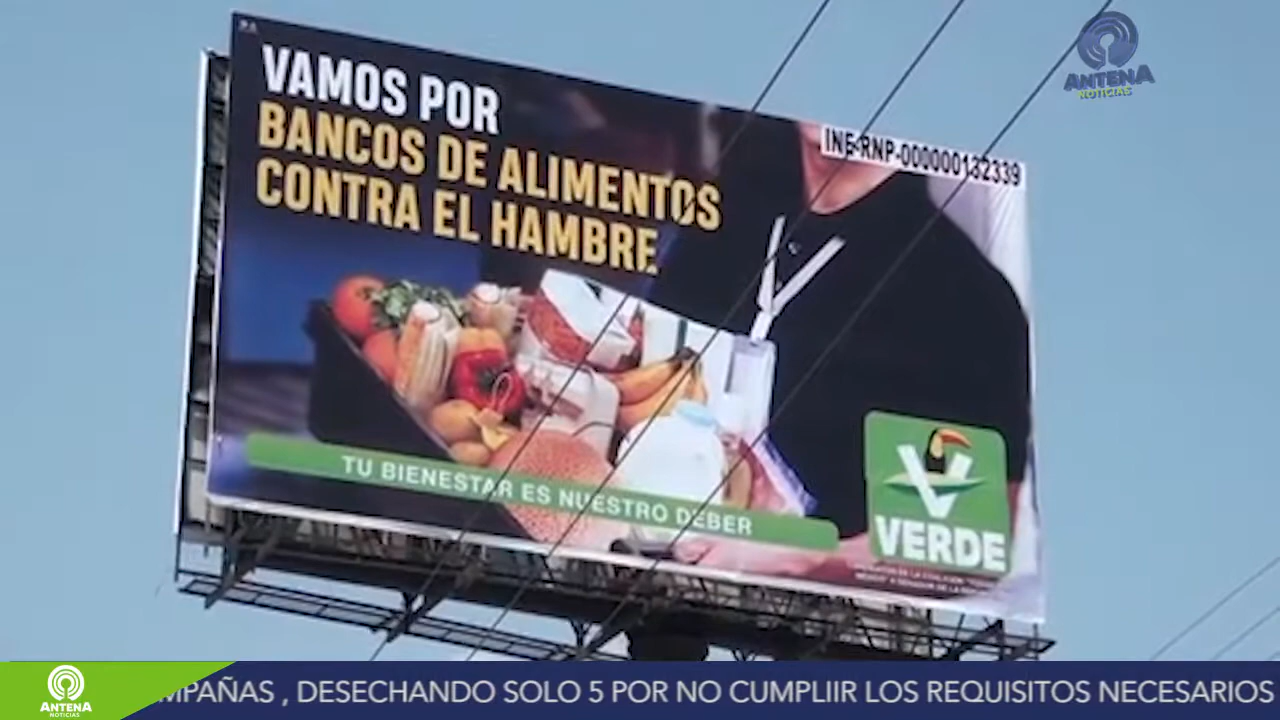 VAMOS POR
BANCOS DE ALIMENTOS
CONTRA EL HAMBRE
INE-RNP-000000132339
ANTENA
NOTICIAS
TU BIENESTAR ES NUESTRO DEBER
V
VERDE
ANTENA
NOTICIAS
MPAÑAS , DESECHANDO SOLO 5 POR NO CUMPLIIR LOS REQUISITOS NECESARIOS